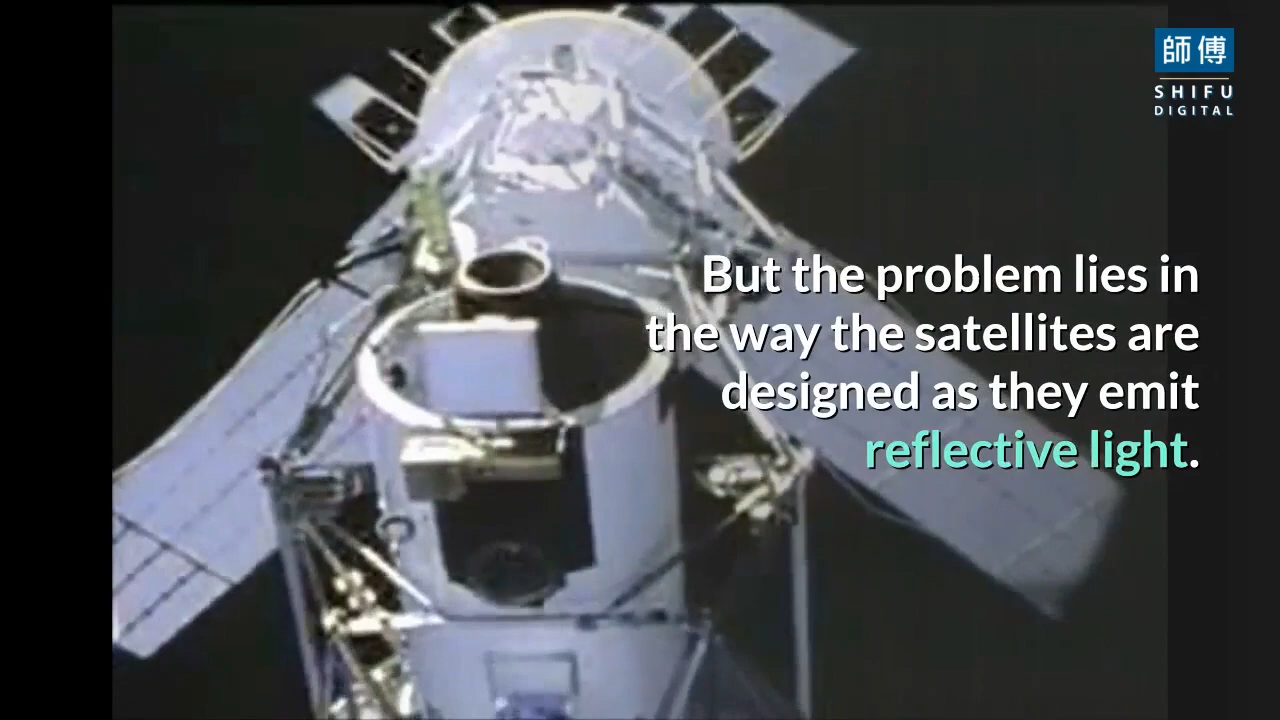 師傅
SHIFU
DIGITAL
But the problem lies in
the way the satellites are
designed as they emit
reflective light.